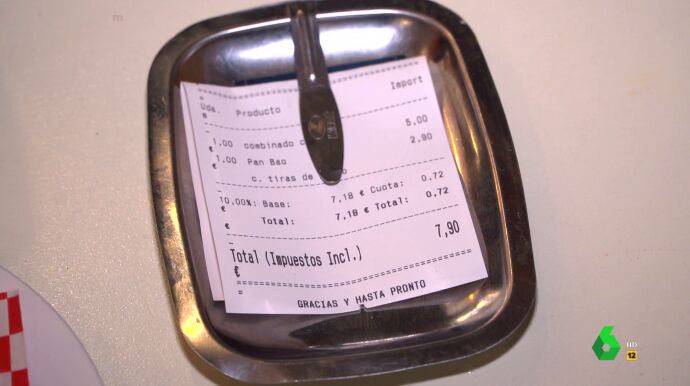 Uds. Producto Import
e
1,00 combinado c 5,00
€
1,00 Pan Bao 2,90
€
c. tiras de
10,00%: Base: 7,18 € Cuota: 0,72
€ Total: 7,18 € Total: 0,72
Total (Impuestos Incl.) 7,90
€
GRACIAS Y HASTA PRONTO
6 HD
12